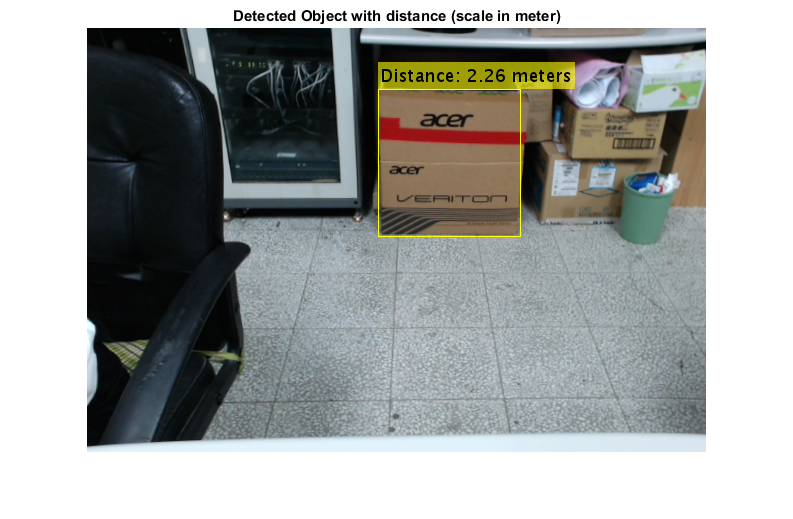 Detected Object with distance (scale in meter)
Distance: 2.26 meters
acer
acer
VERITON